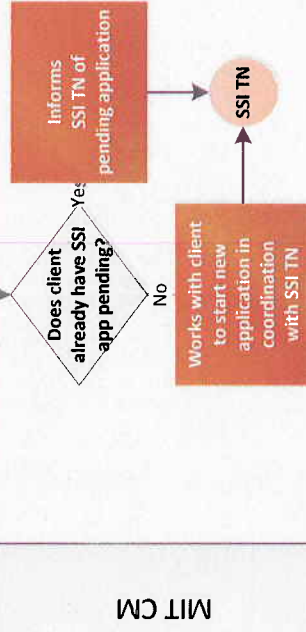 MIT CM
Does client
already have SSI
app pending?
Yes
Informs
SSI TN of
pending application
No
Works with client
to start new
application in
coordination
with SSI TN
SSI TN